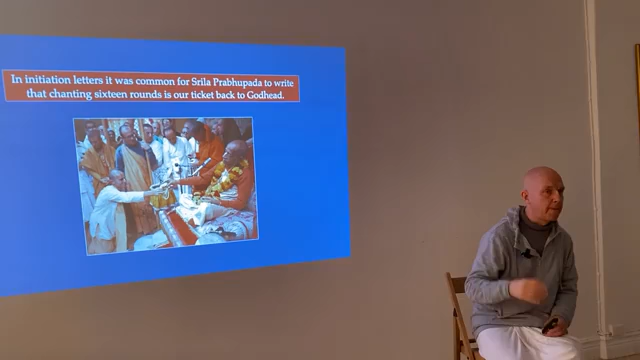 In initiation letters it was common for Srila Prabhupada to write
that chanting sixteen rounds is our ticket back to Godhead.